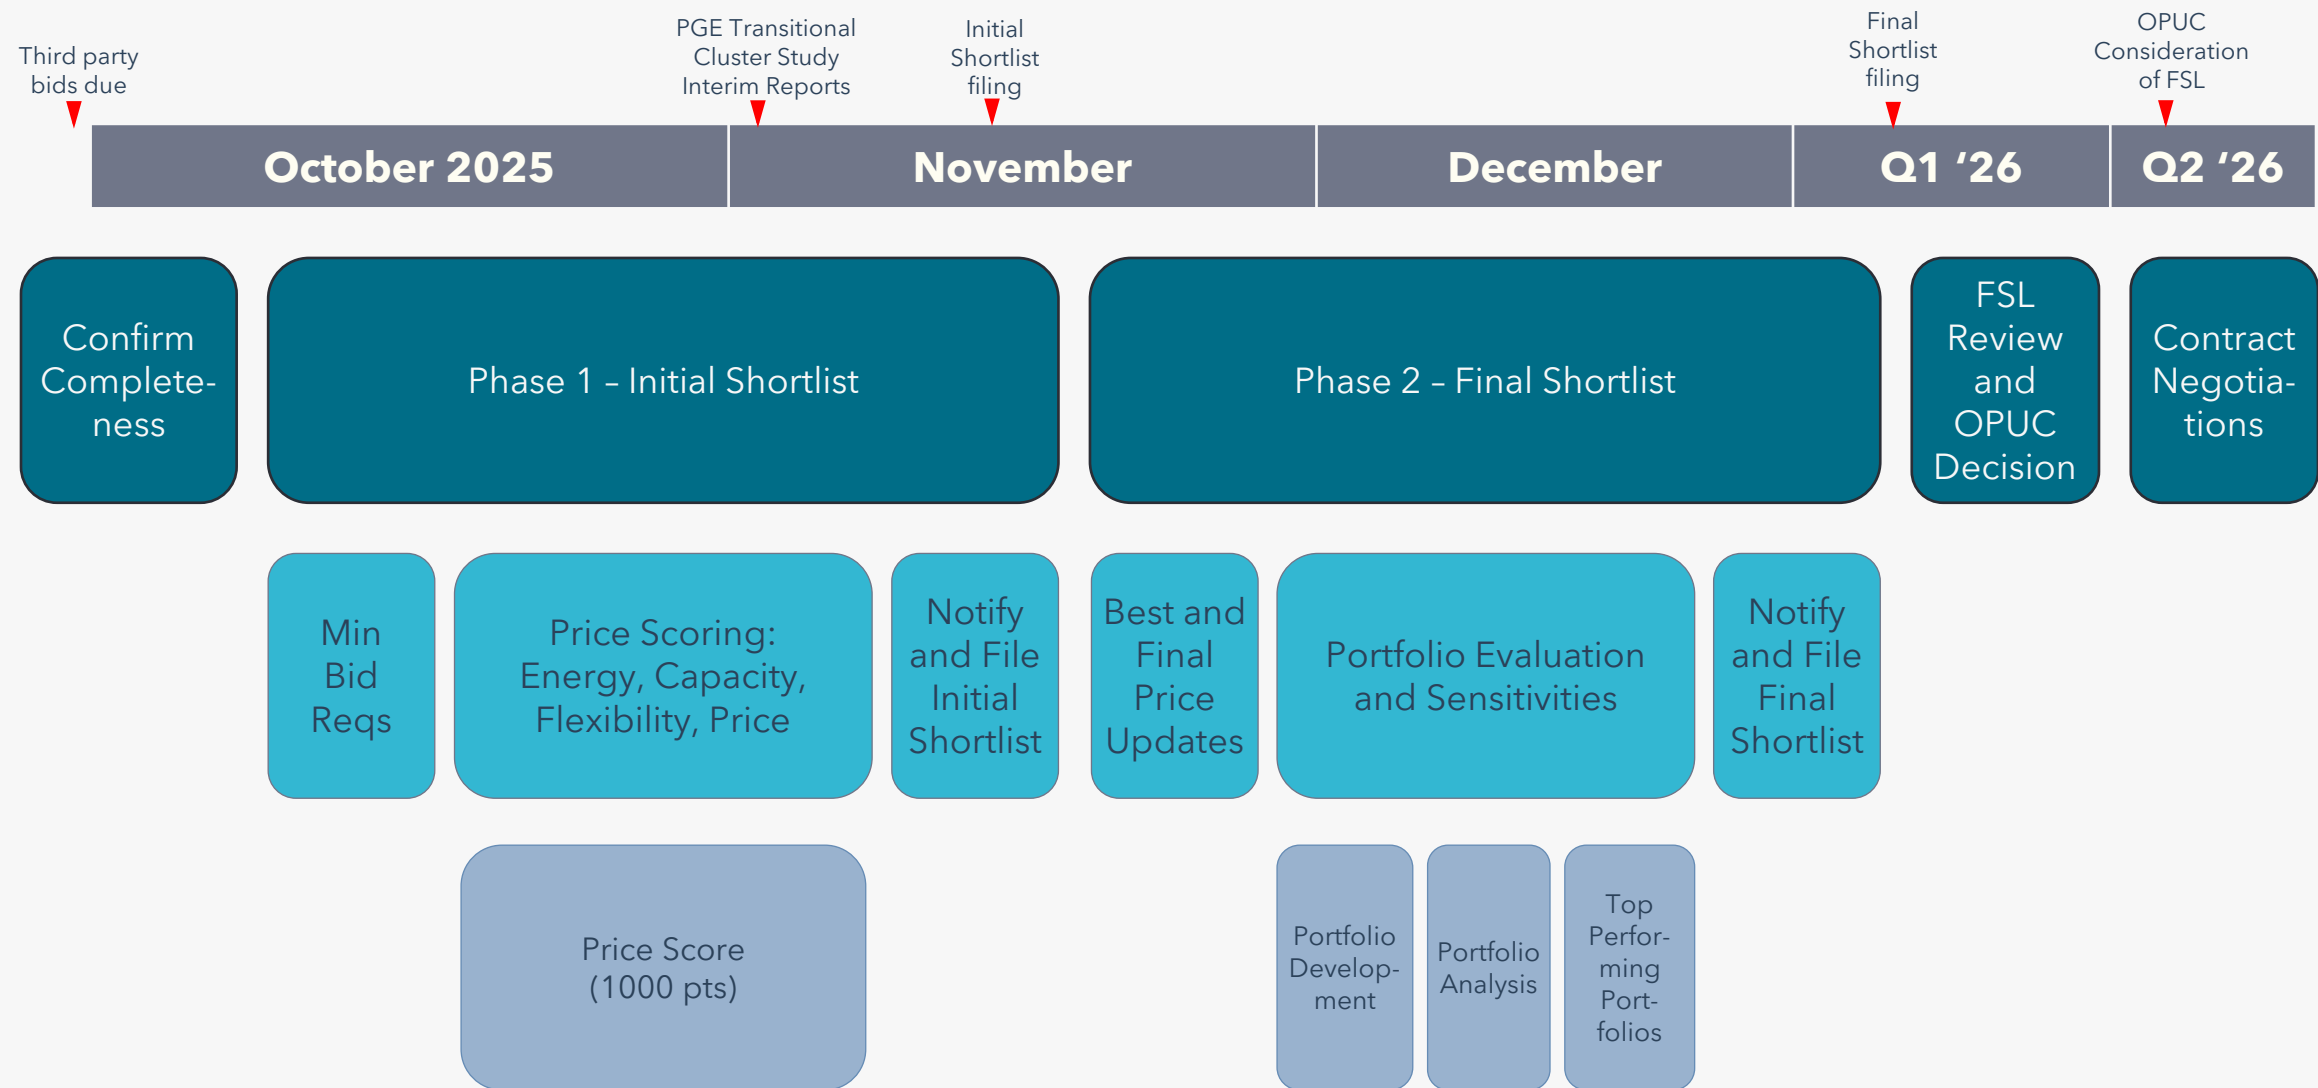 Third party
bids due
PGE Transitional
Cluster Study
Interim Reports
Initial
Shortlist
filing
Final
Shortlist
filing
OPUC
Consideration
of FSL
October 2025
November
December
Q1 ‘26
Q2 ‘26
Confirm
Complete-
ness
Phase 1 – Initial Shortlist
Phase 2 – Final Shortlist
FSL
Review
and
OPUC
Decision
Contract
Negotia-
tions
Min
Bid
Reqs
Price Scoring:
Energy, Capacity,
Flexibility, Price
Notify
and File
Initial
Shortlist
Best and
Final
Price
Updates
Portfolio Evaluation
and Sensitivities
Notify
and File
Final
Shortlist
Price Score
(1000 pts)
Portfolio
Develop-
ment
Portfolio
Analysis
Top
Perfor-
ming
Port-
folios